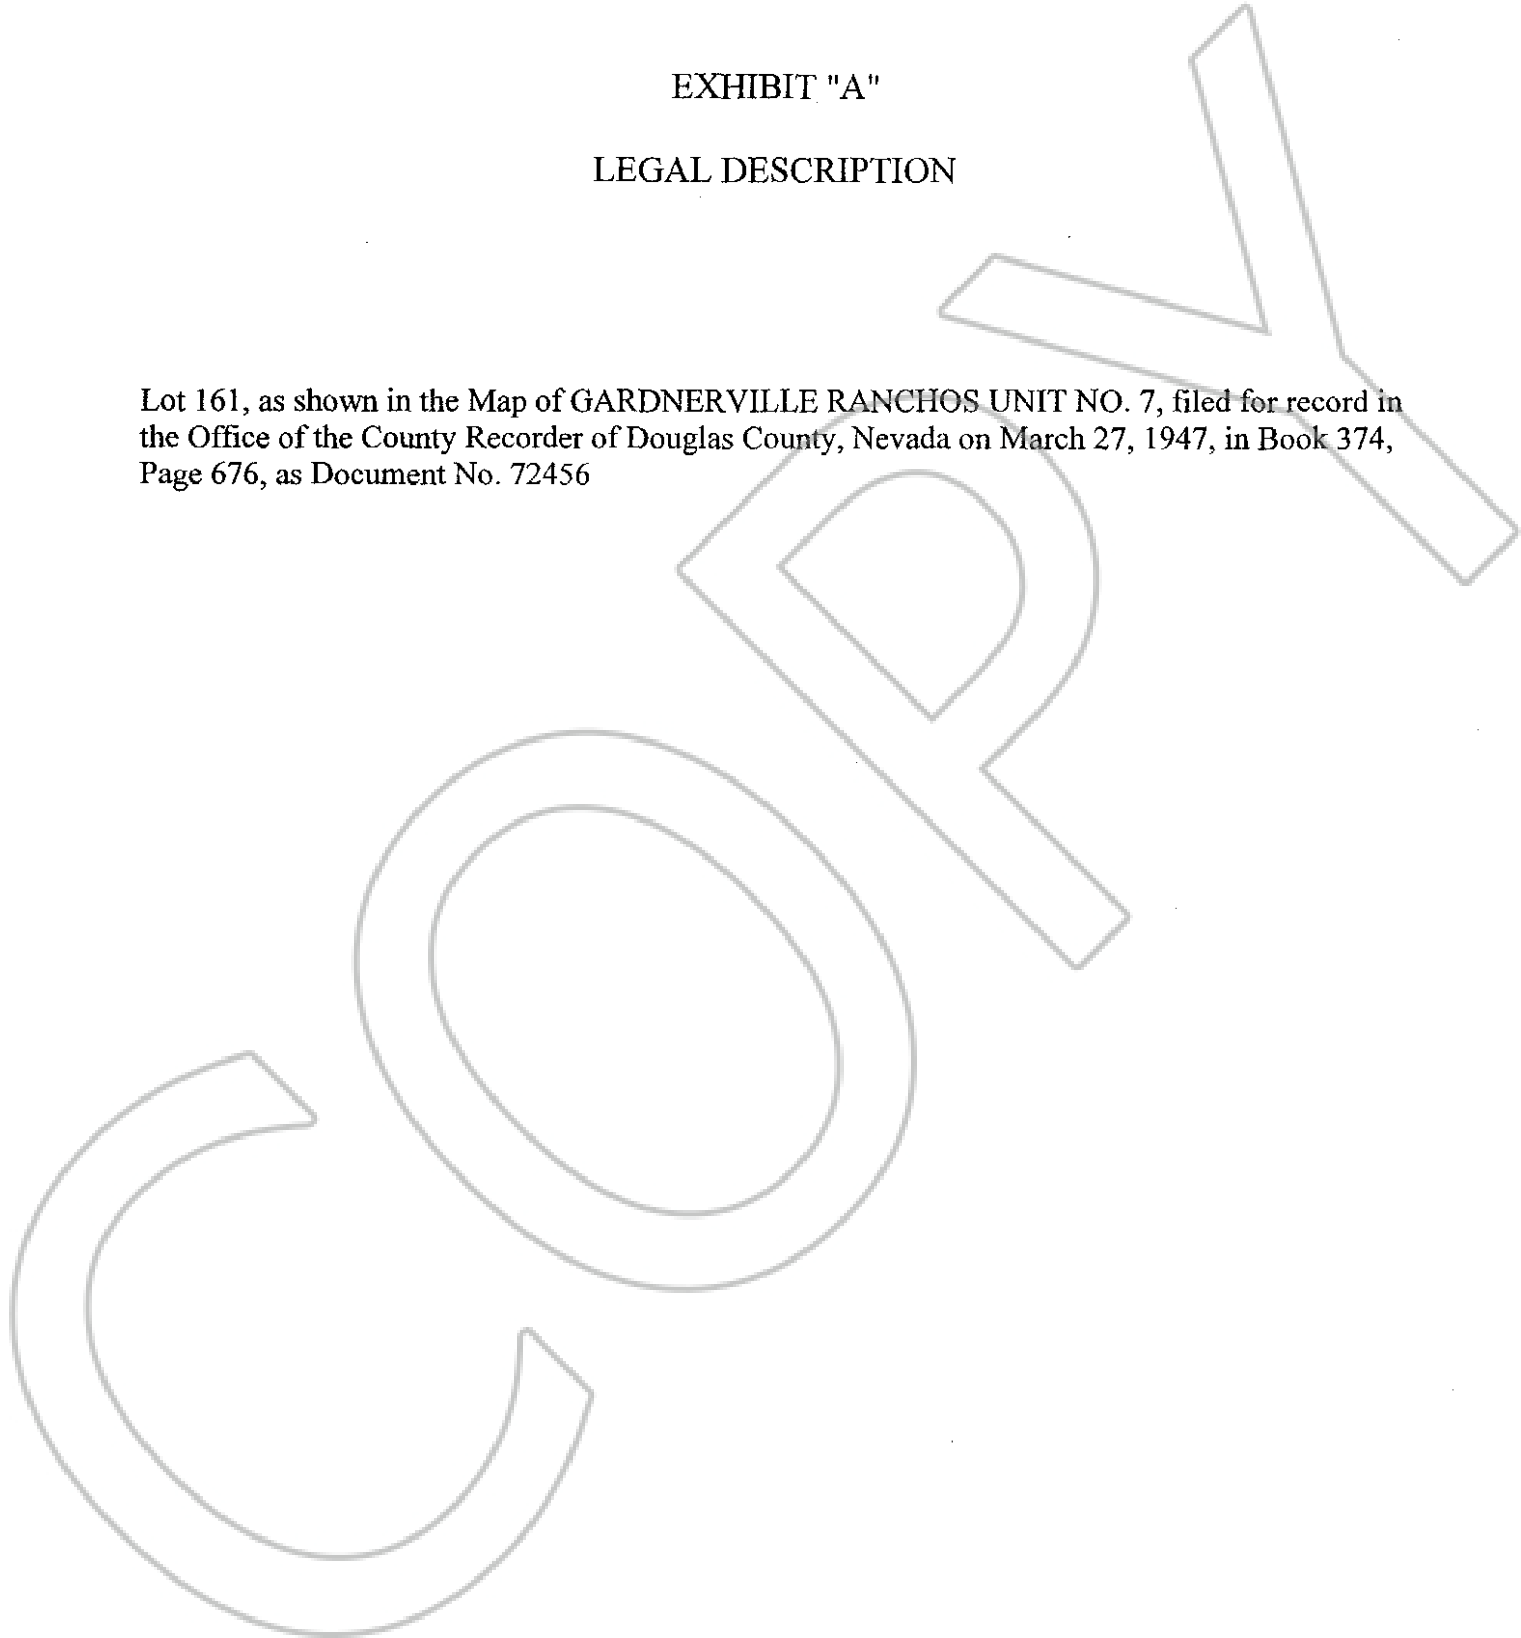 EXHIBIT "A"
LEGAL DESCRIPTION
Lot 161, as shown in the Map of GARDNERVILLE RANCHOS UNIT NO. 7, filed for record in
the Office of the County Recorder of Douglas County, Nevada on March 27, 1947, in Book 374,
Page 676, as Document No. 72456
COPY